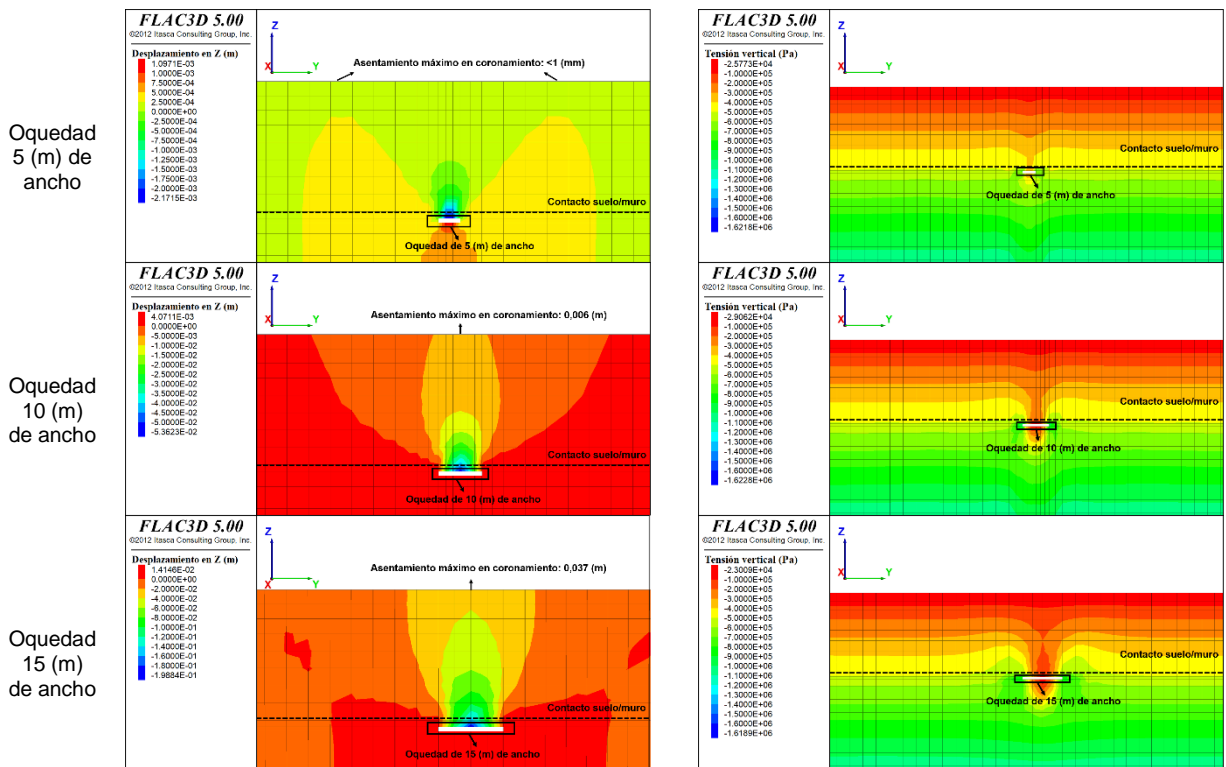 Oquedad
5 (m) de
ancho
FLAC3D 5.00
©2012 Itasca Consulting Group, Inc.
Desplazamiento en Z (m)
1.0971E-03
1.0000E-03
7.5000E-04
5.0000E-04
2.5000E-04
0.0000E+00
-2.5000E-04
-5.0000E-04
-7.5000E-04
-1.0000E-03
-1.2500E-03
-1.5000E-03
-1.7500E-03
-2.0000E-03
-2.1715E-03
Z
X
Y
Asentamiento máximo en coronamiento: <1 (mm)
Contacto suelo/muro
Oquedad de 5 (m) de ancho
FLAC3D 5.00
©2012 Itasca Consulting Group, Inc.
Tensión vertical (Pa)
-2.5773E+04
-1.0000E+05
-2.0000E+05
-3.0000E+05
-4.0000E+05
-5.0000E+05
-6.0000E+05
-7.0000E+05
-8.0000E+05
-9.0000E+05
-1.0000E+06
-1.1000E+06
-1.2000E+06
-1.3000E+06
-1.4000E+06
-1.5000E+06
-1.6000E+06
-1.6218E+06
Z
X
Y
Contacto suelo/muro
Oquedad de 5 (m) de ancho
Oquedad
10 (m)
de ancho
FLAC3D 5.00
©2012 Itasca Consulting Group, Inc.
Desplazamiento en Z (m)
4.0711E-03
0.0000E+00
-5.0000E-03
-1.0000E-02
-1.5000E-02
-2.0000E-02
-2.5000E-02
-3.0000E-02
-3.5000E-02
-4.0000E-02
-4.5000E-02
-5.0000E-02
-5.3623E-02
Z
X
Y
Asentamiento máximo en coronamiento: 0,006 (m)
Contacto suelo/muro
Oquedad de 10 (m) de ancho
FLAC3D 5.00
©2012 Itasca Consulting Group, Inc.
Tensión vertical (Pa)
-2.9062E+04
-1.0000E+05
-2.0000E+05
-3.0000E+05
-4.0000E+05
-5.0000E+05
-6.0000E+05
-7.0000E+05
-8.0000E+05
-9.0000E+05
-1.0000E+06
-1.1000E+06
-1.2000E+06
-1.3000E+06
-1.4000E+06
-1.5000E+06
-1.6000E+06
-1.6228E+06
Z
X
Y
Contacto suelo/muro
Oquedad de 10 (m) de ancho
Oquedad
15 (m)
de ancho
FLAC3D 5.00
©2012 Itasca Consulting Group, Inc.
Desplazamiento en Z (m)
1.4146E-02
0.0000E+00
-2.0000E-02
-4.0000E-02
-6.0000E-02
-8.0000E-02
-1.0000E-01
-1.2000E-01
-1.4000E-01
-1.6000E-01
-1.8000E-01
-1.9884E-01
Z
X
Y
Asentamiento máximo en coronamiento: 0,037 (m)
Contacto suelo/muro
Oquedad de 15 (m) de ancho
FLAC3D 5.00
©2012 Itasca Consulting Group, Inc.
Tensión vertical (Pa)
-2.3009E+04
-1.0000E+05
-2.0000E+05
-3.0000E+05
-4.0000E+05
-5.0000E+05
-6.0000E+05
-7.0000E+05
-8.0000E+05
-9.0000E+05
-1.0000E+06
-1.1000E+06
-1.2000E+06
-1.3000E+06
-1.4000E+06
-1.5000E+06
-1.6000E+06
-1.6189E+06
Z
X
Y
Contacto suelo/muro
Oquedad de 15 (m) de ancho